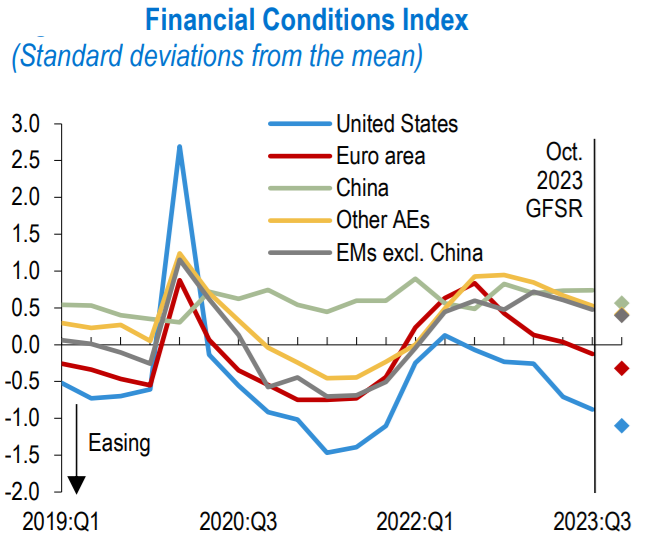 Financial Conditions Index
(Standard deviations from the mean)
3.0
2.5
2.0
1.5
1.0
0.5
0.0
-0.5
-1.0
-1.5
-2.0
United States
Euro area
China
Other AEs
EMs excl. China
Oct.
2023
GFSR
Easing
2019:Q1
2020:Q3
2022:Q1
2023:Q3